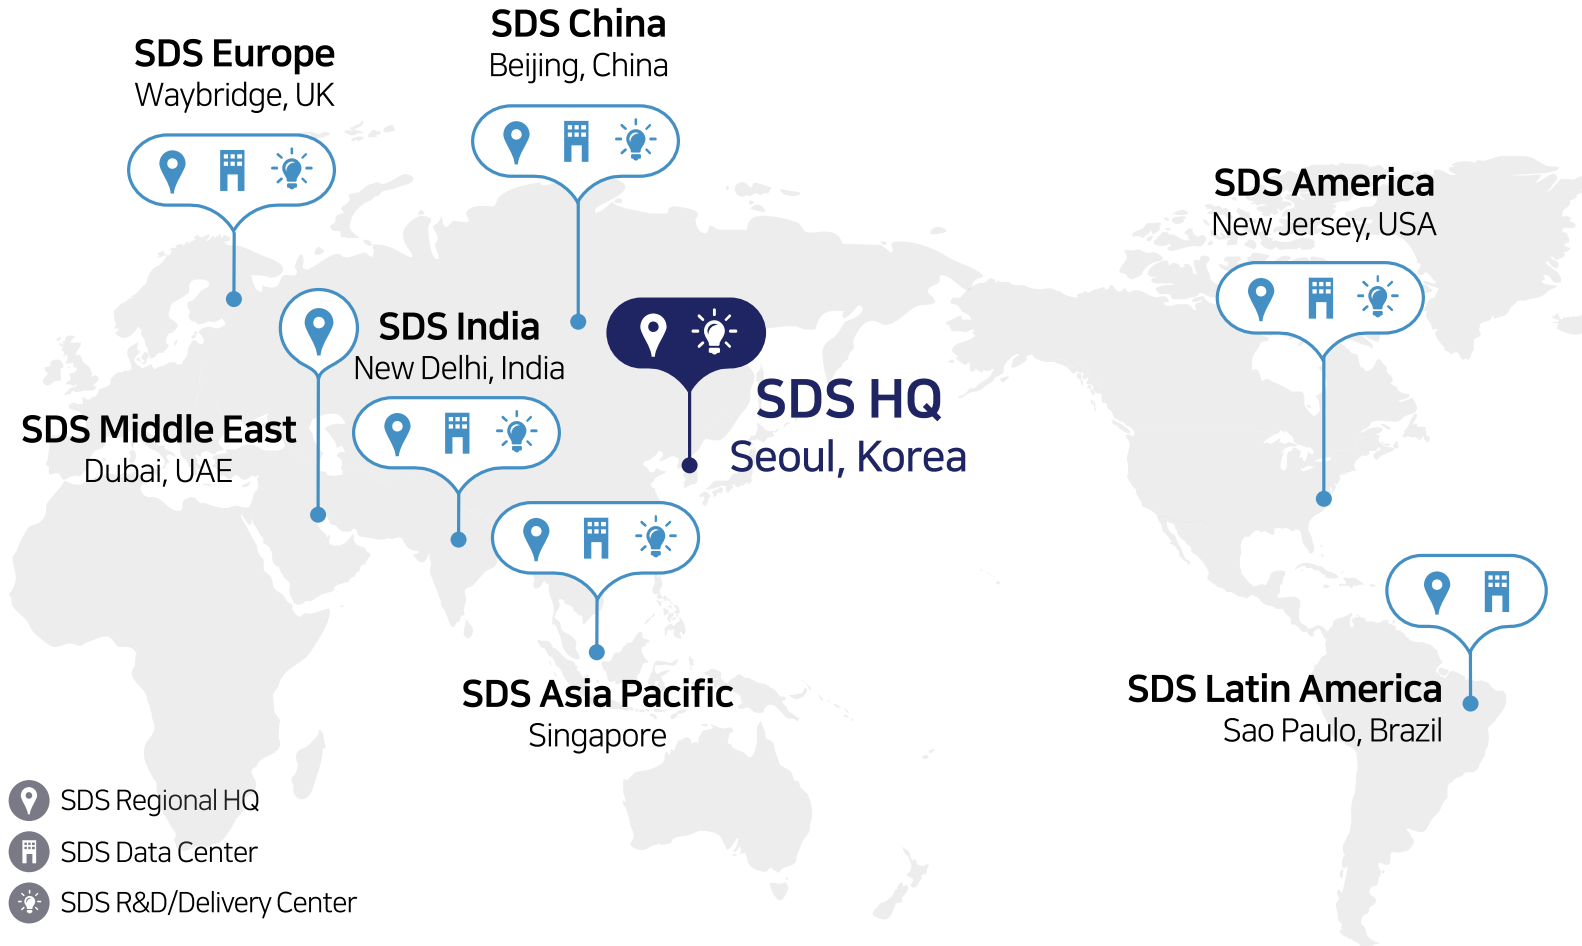 SDS China
Beijing, China
SDS Europe
Waybridge, UK
SDS America
New Jersey, USA
SDS India
New Delhi, India
SDS HQ
Seoul, Korea
SDS Middle East
Dubai, UAE
SDS Asia Pacific
Singapore
SDS Latin America
Sao Paulo, Brazil
SDS Regional HQ
SDS Data Center
SDS R&D/Delivery Center